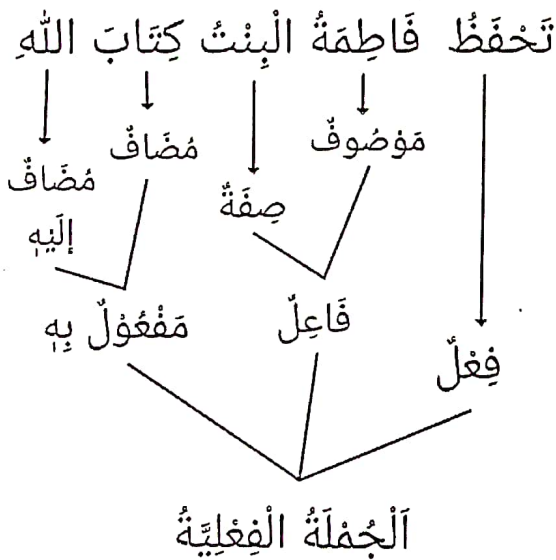 تَحْفَظُ فَاطِمَةُ الْبِنْتُ كِتَابَ اللّٰهِ
مَوْصُوفٌ مُضَافٌ
صِفَةٌ مُضَافٌ
إِلَيْهِ
فَاعِلٌ مَفْعُوْلٌ بِهٖ
فِعْلٌ
اَلْجُمْلَةُ الْفِعْلِيَّةُ